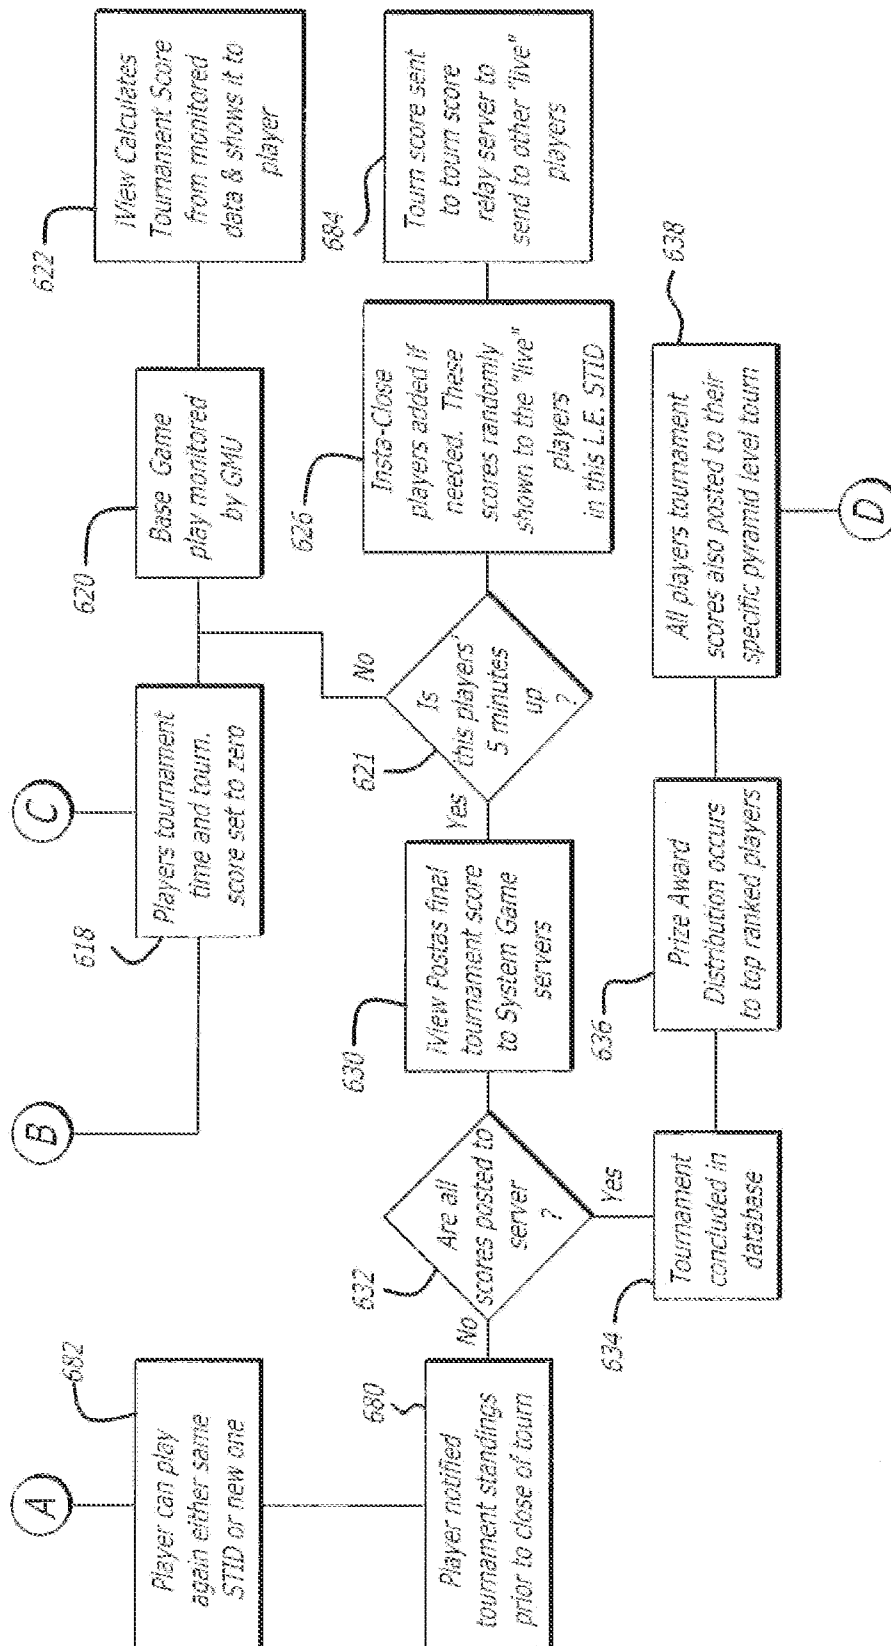 A
B
C
682
Player can play
again either same
STID or new one
618
Players tournament
time and tourn.
score set to zero
620
Base Game
play monitored
by GMU
622
iView Calculates
Tournament Score
from monitored
data & shows it to
player
680
Player notified
tournament standings
prior to close of tourn
No
632
Are all
scores posted to
server
?
Yes
630
iView Postas final
tournament score
to System Game
servers
Yes
621
Is
this players'
5 minutes
up
?
No
626
Insta-Close
players added if
needed. These
scores randomly
shown to the "live"
players
in this L.E. STID
684
Tourn score sent
to tourn score
relay server to
send to other "live"
players
634
Tournament
concluded in
database
636
Prize Award
Distribution occurs
to top ranked players
638
All players tournament
scores also posted to their
specific pyramid level tourn
D